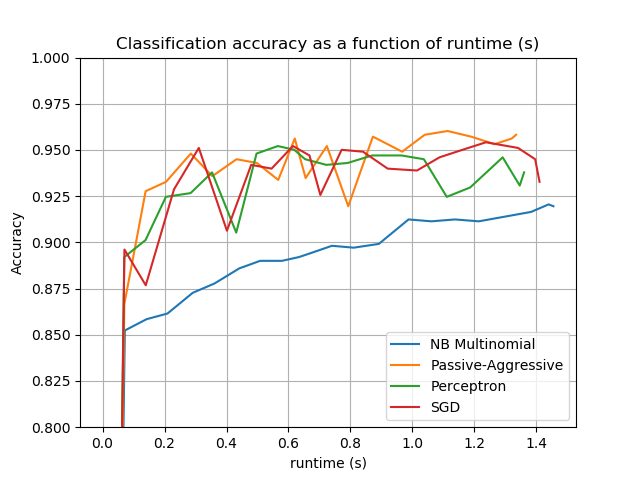 Classification accuracy as a function of runtime (s)
1.000
0.975
0.950
0.925
0.900
0.875
0.850
0.825
0.800
Accuracy
NB Multinomial
Passive-Aggressive
Perceptron
SGD
0.0 0.2 0.4 0.6 0.8 1.0 1.2 1.4
runtime (s)